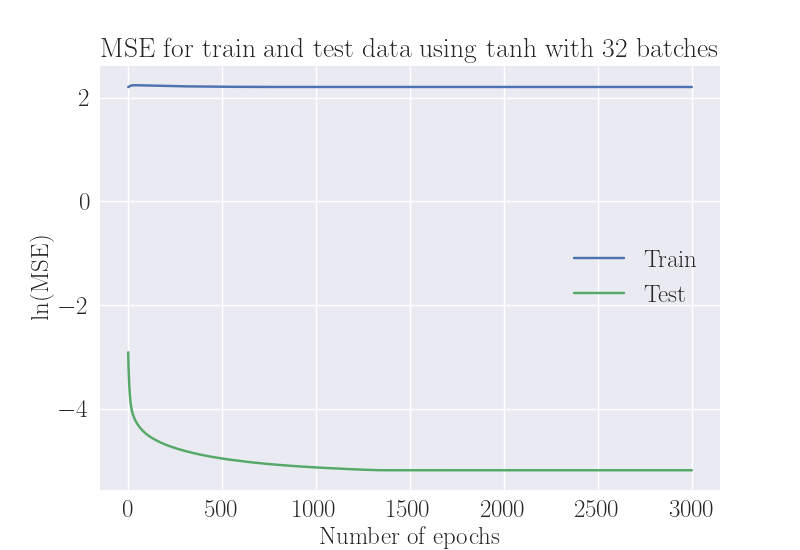 MSE for train and test data using tanh with 32 batches
2
0
−2
−4
ln(MSE)
Train
Test
0 500 1000 1500 2000 2500 3000
Number of epochs